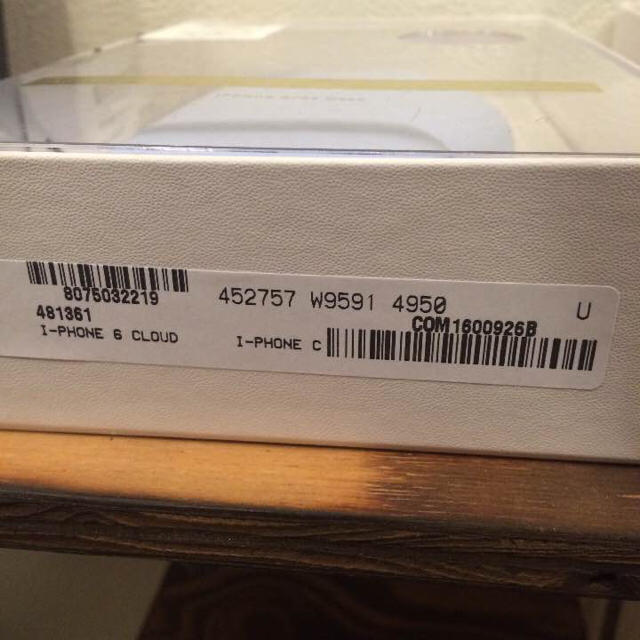 8075032219
481361
I-PHONE 6 CLOUD
452757 W9591 4950
U
COM1600926B
I-PHONE C